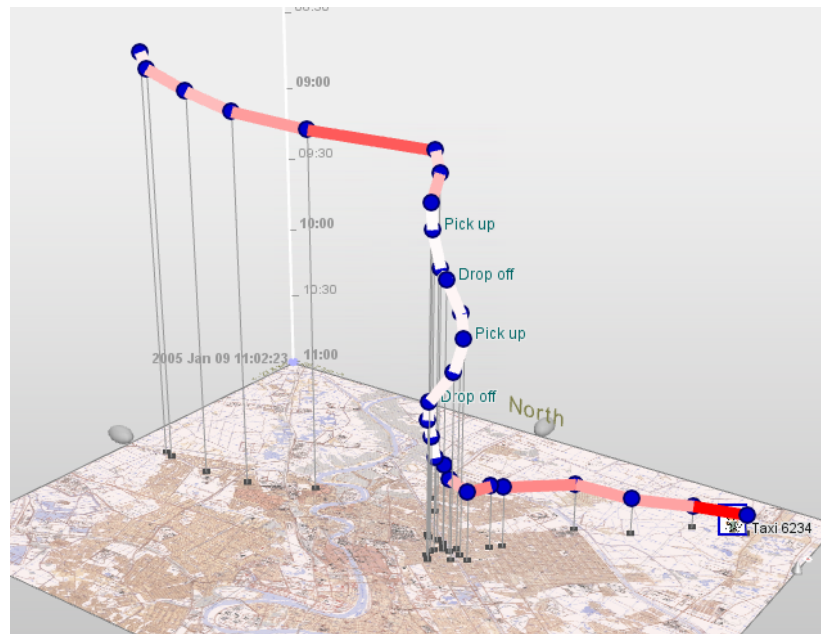 09:00
09:30
10:00
Pick up
Drop off
10:30
Pick up
2005 Jan 09 11:02:23
11:00
Drop off
North
Taxi 6234